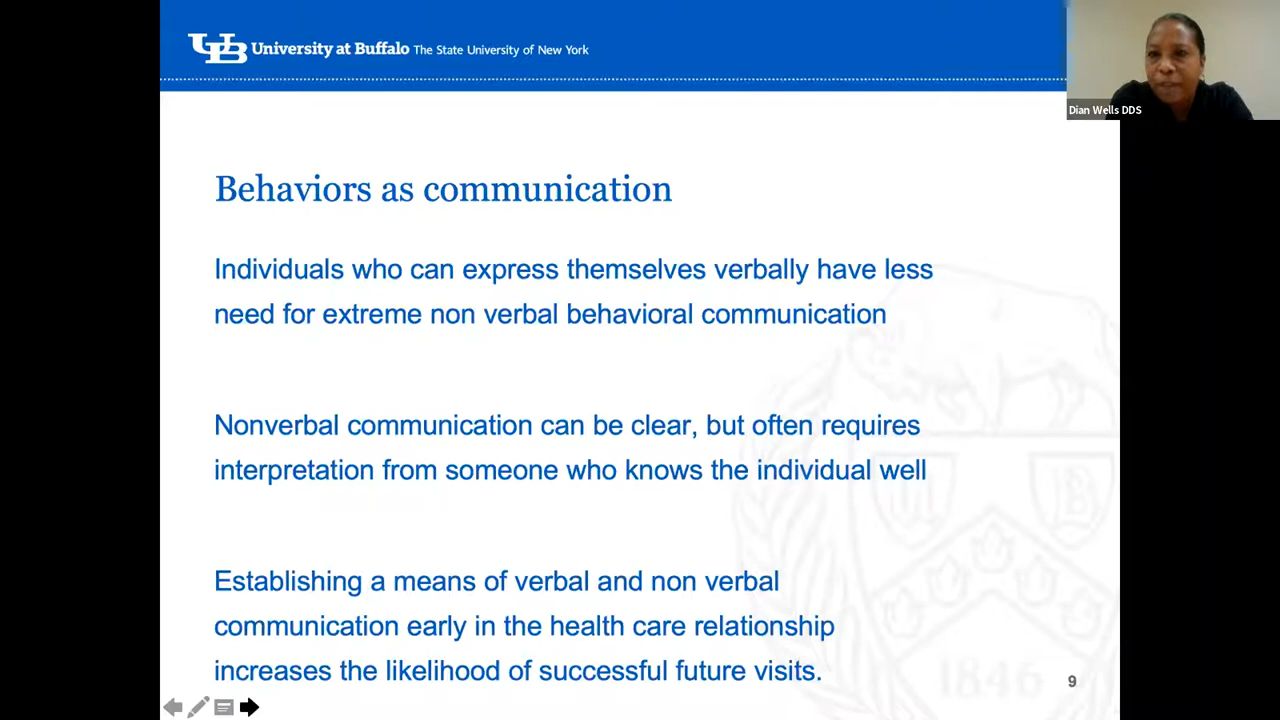 UB University at Buffalo The State University of New York
Dian Wells DDS
Behaviors as communication
Individuals who can express themselves verbally have less
need for extreme non verbal behavioral communication
Nonverbal communication can be clear, but often requires
interpretation from someone who knows the individual well
Establishing a means of verbal and non verbal
communication early in the health care relationship
increases the likelihood of successful future visits.
1846
9